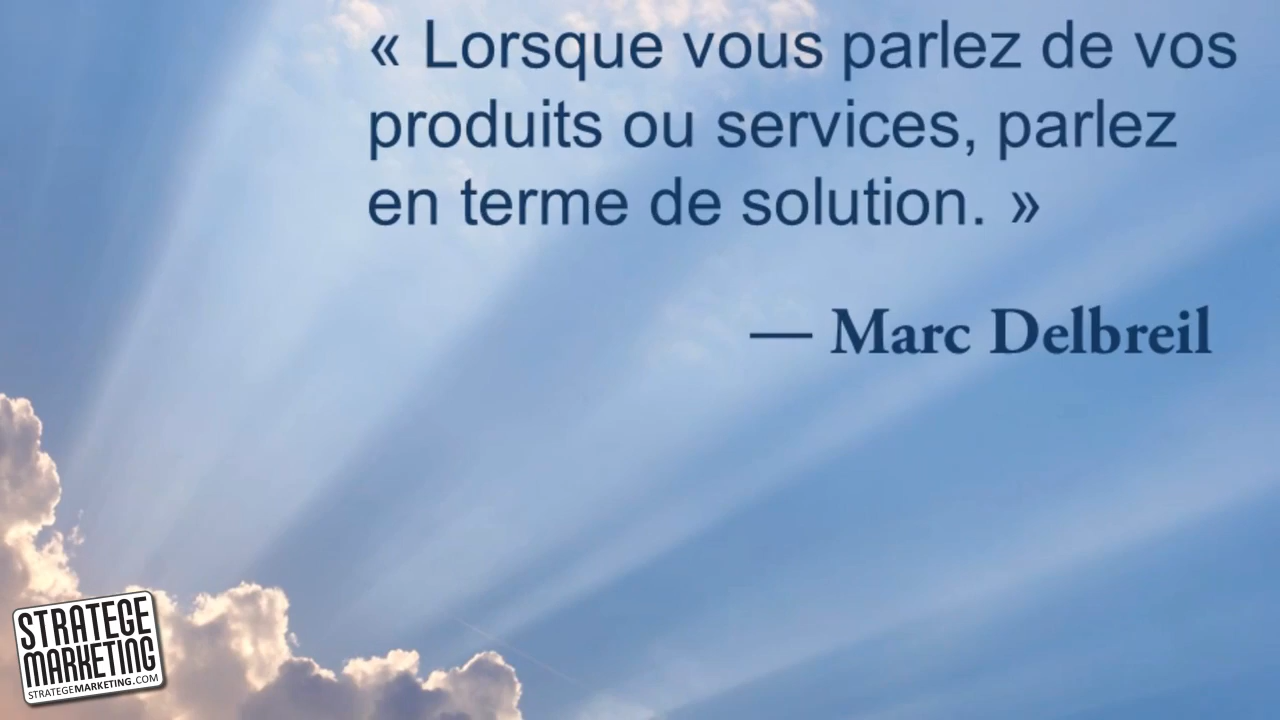 « Lorsque vous parlez de vos
produits ou services, parlez
en terme de solution. »
— Marc Delbreil
STRATEGE
MARKETING
STRATEGEMARKETING.COM